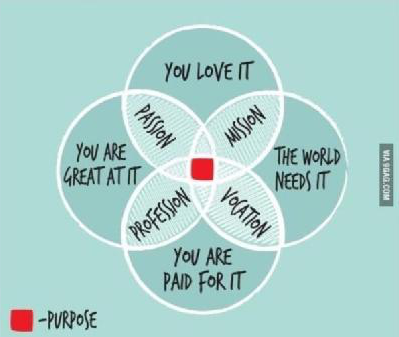 YOU LOVE IT
PASSION
MISSION
YOU ARE
GREAT AT IT
THE WORLD
NEEDS IT
PROFESSION
VOCATION
YOU ARE
PAID FOR IT
-PURPOSE
VIA 9GAG.COM